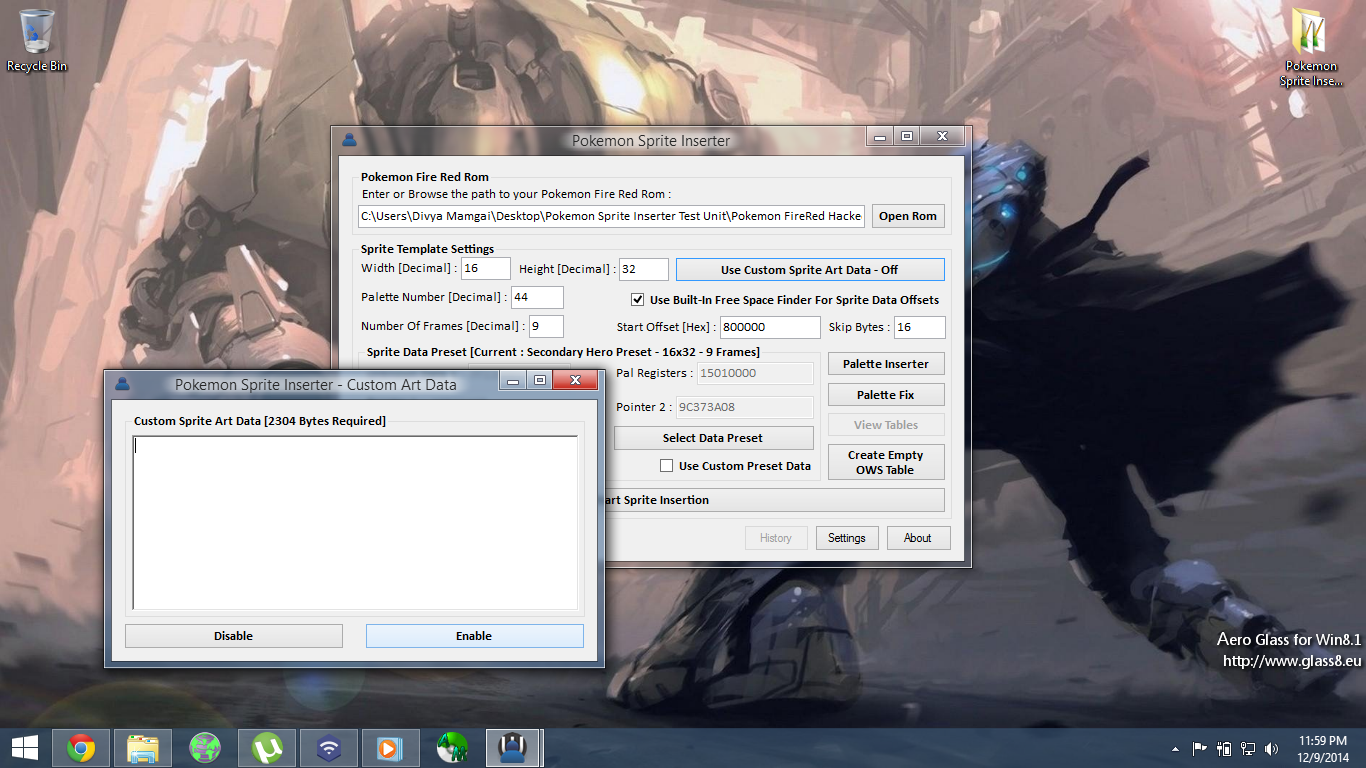 Recycle Bin
Pokemon
Sprite Inse...
Pokemon Sprite Inserter
Pokemon Fire Red Rom
Enter or Browse the path to your Pokemon Fire Red Rom :
C:\Users\Divya Mamgai\Desktop\Pokemon Sprite Inserter Test Unit\Pokemon FireRed Hacke
Open Rom
Sprite Template Settings
Width [Decimal] : 16
Height [Decimal] : 32
Use Custom Sprite Art Data - Off
Palette Number [Decimal] : 44
Use Built-In Free Space Finder For Sprite Data Offsets
Number Of Frames [Decimal] : 9
Start Offset [Hex] : 800000
Skip Bytes : 16
Sprite Data Preset [Current : Secondary Hero Preset - 16x32 - 9 Frames]
Pal Registers : 15010000
Pointer 2 : 9C373A08
Select Data Preset
Use Custom Preset Data
Palette Inserter
Palette Fix
View Tables
Create Empty
OWS Table
art Sprite Insertion
History
Settings
About
Pokemon Sprite Inserter - Custom Art Data
Custom Sprite Art Data [2304 Bytes Required]
Disable
Enable
Aero Glass for Win8.1
http://www.glass8.eu
11:59 PM
12/9/2014